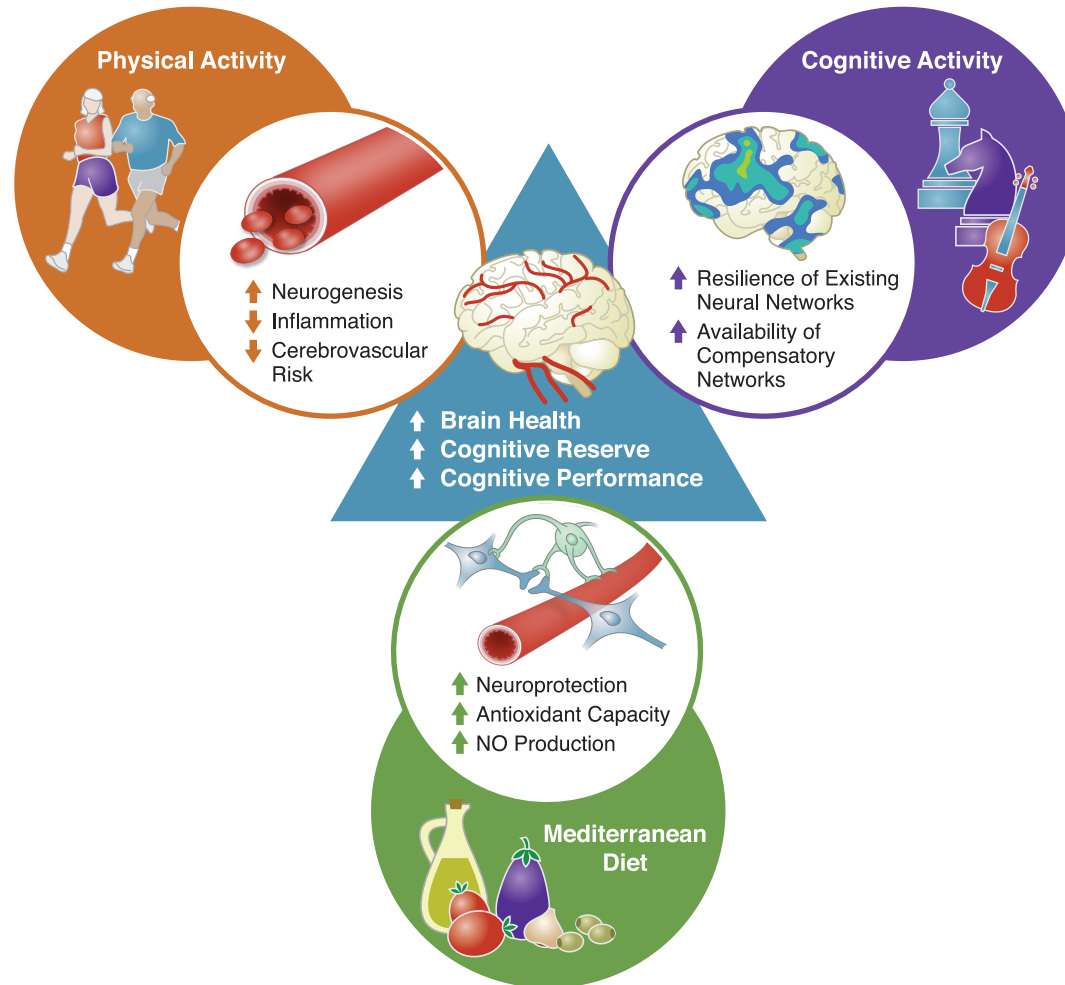 Physical Activity
Neurogenesis
Inflammation
Cerebrovascular
Risk
Cognitive Activity
Resilience of Existing
Neural Networks
Availability of
Compensatory
Networks
Brain Health
Cognitive Reserve
Cognitive Performance
Neuroprotection
Antioxidant Capacity
NO Production
Mediterranean
Diet